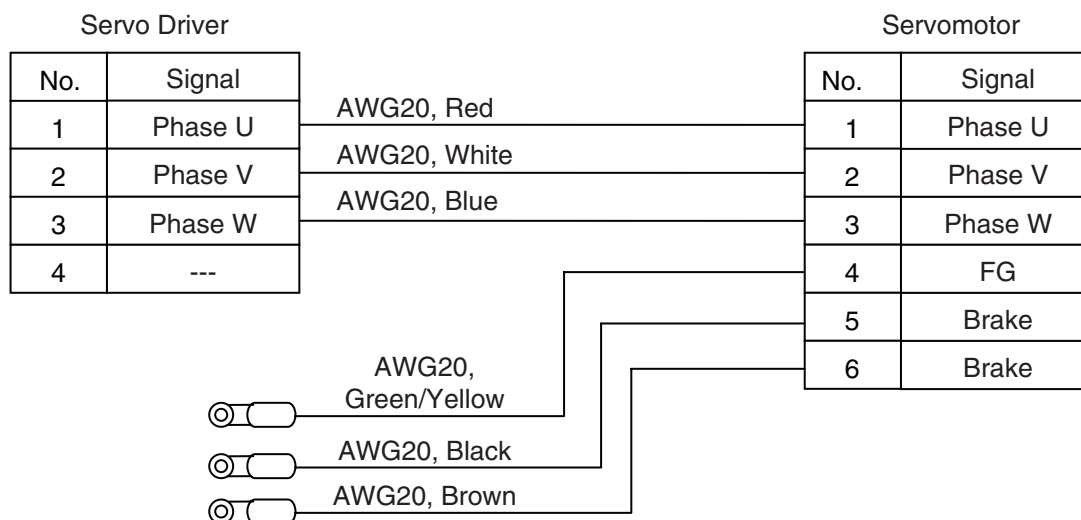 Servo Driver
Servomotor
No. Signal
1 Phase U
2 Phase V
3 Phase W
4 ---
AWG20, Red
AWG20, White
AWG20, Blue
No. Signal
1 Phase U
2 Phase V
3 Phase W
4 FG
5 Brake
6 Brake
AWG20,
Green/Yellow
AWG20, Black
AWG20, Brown